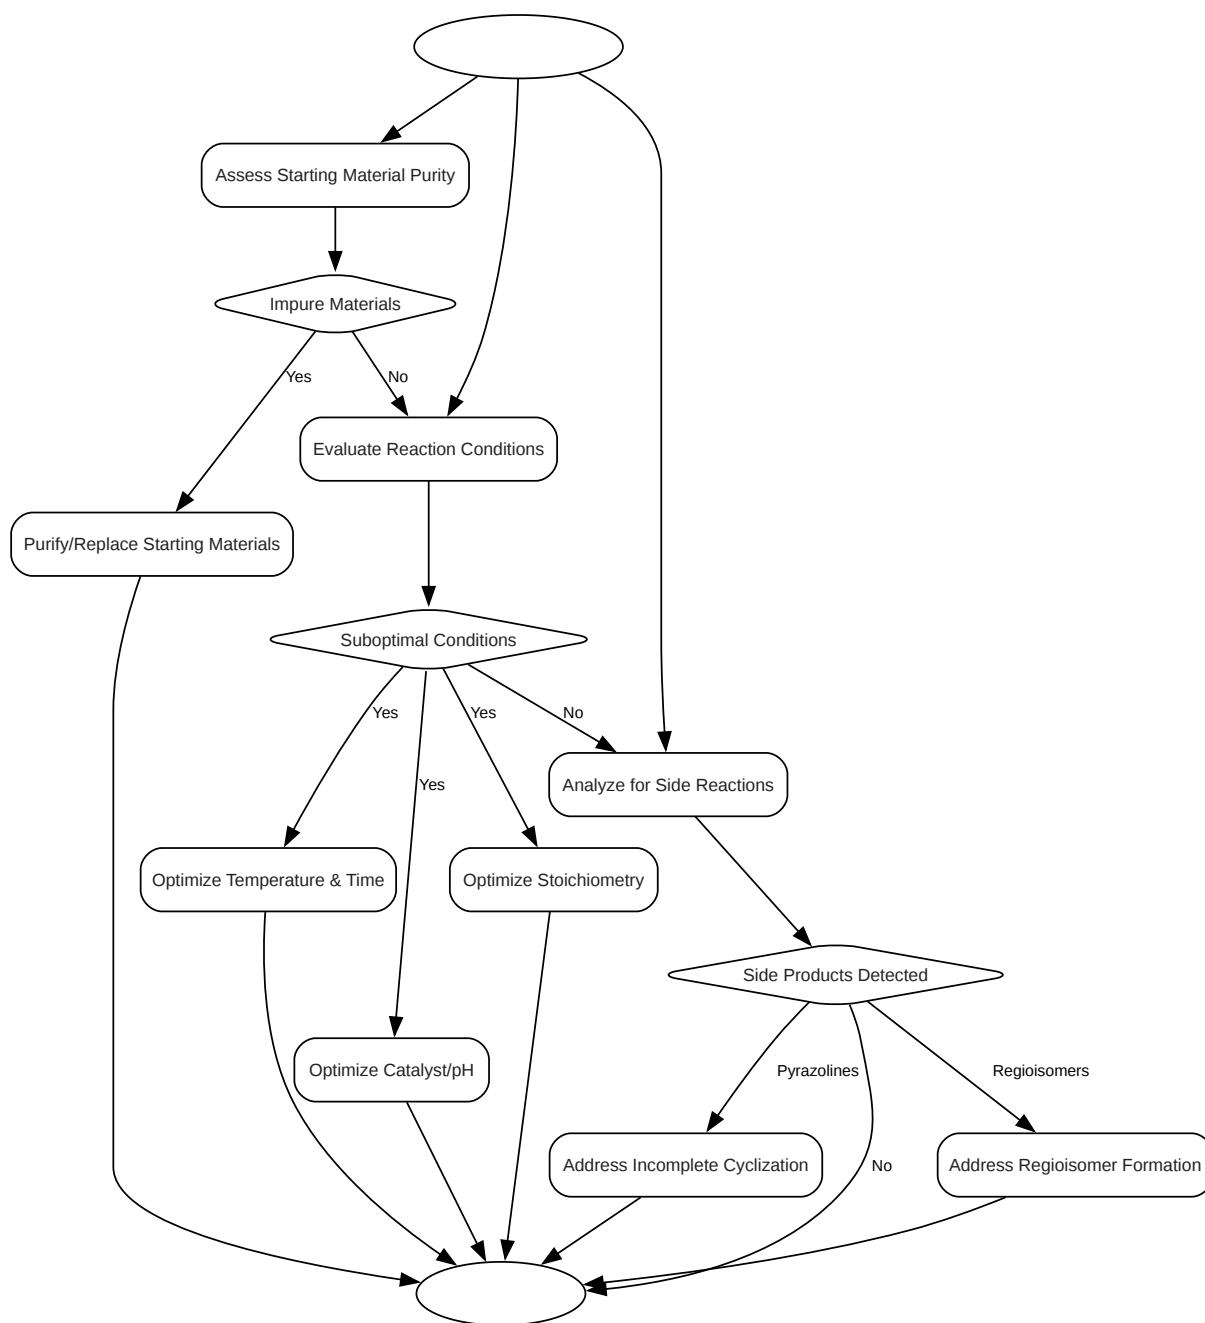 Assess Starting Material Purity
Impure Materials
Yes
No
Evaluate Reaction Conditions
Purify/Replace Starting Materials
Suboptimal Conditions
Yes
Yes
No
Yes
Analyze for Side Reactions
Optimize Temperature & Time
Optimize Stoichiometry
Side Products Detected
Optimize Catalyst/pH
Pyrazolines
Regioisomers
Address Incomplete Cyclization
No
Address Regioisomer Formation